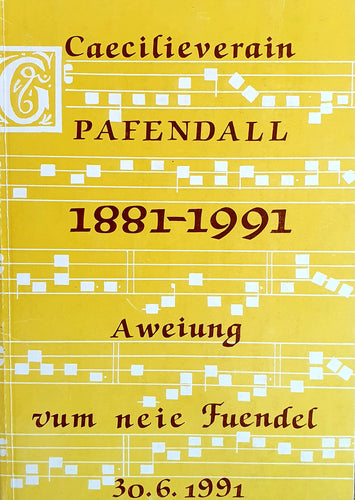 Caecilieverain
G
PAFENDALL
1881-1991
Aweiung
vum neie Fuendel
30.6.1991